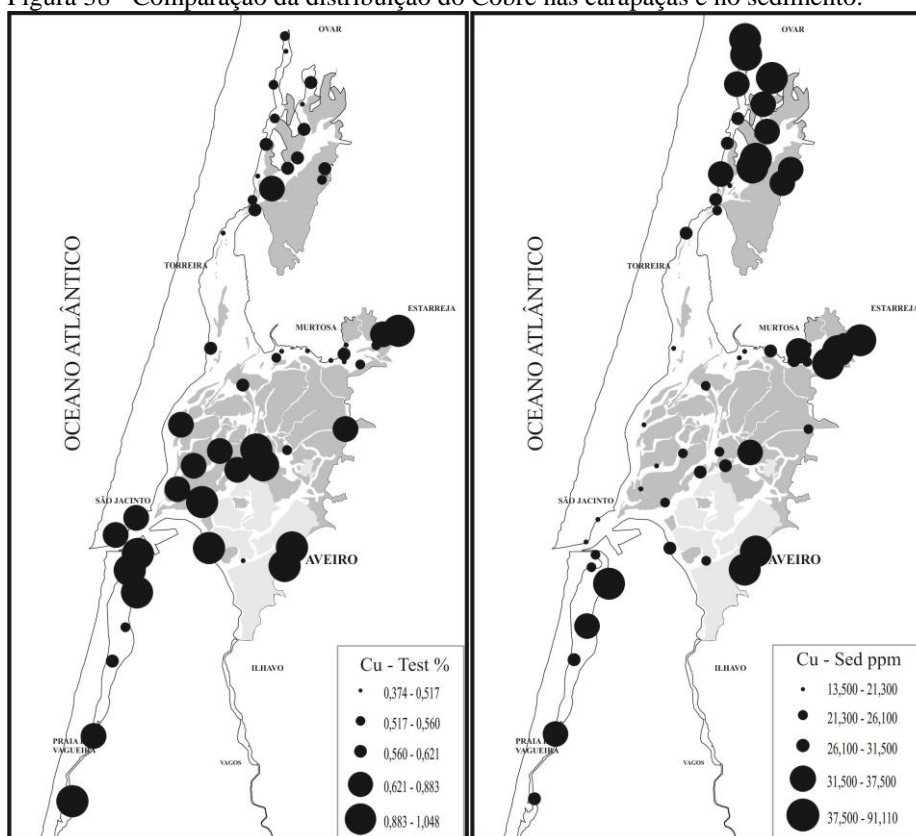 Figura 38 - Comparação da distribuição do Cobre nas carapaças e no sedimento.
OVAR
OCEANO ATLÂNTICO
TORREIRA
ESTARREJA
MURTOSA
SÃO JACINTO
AVEIRO
ILHAVO
PRAIA
VAGUEIRA
VAGOS
Cu - Test %
0,374 - 0,517
0,517 - 0,560
0,560 - 0,621
0,621 - 0,883
0,883 - 1,048
OVAR
OCEANO ATLÂNTICO
TORREIRA
ESTARREJA
MURTOSA
SÃO JACINTO
AVEIRO
ILHAVO
PRAIA
VAGUEIRA
VAGOS
Cu - Sed ppm
13,500 - 21,300
21,300 - 26,100
26,100 - 31,500
31,500 - 37,500
37,500 - 91,110